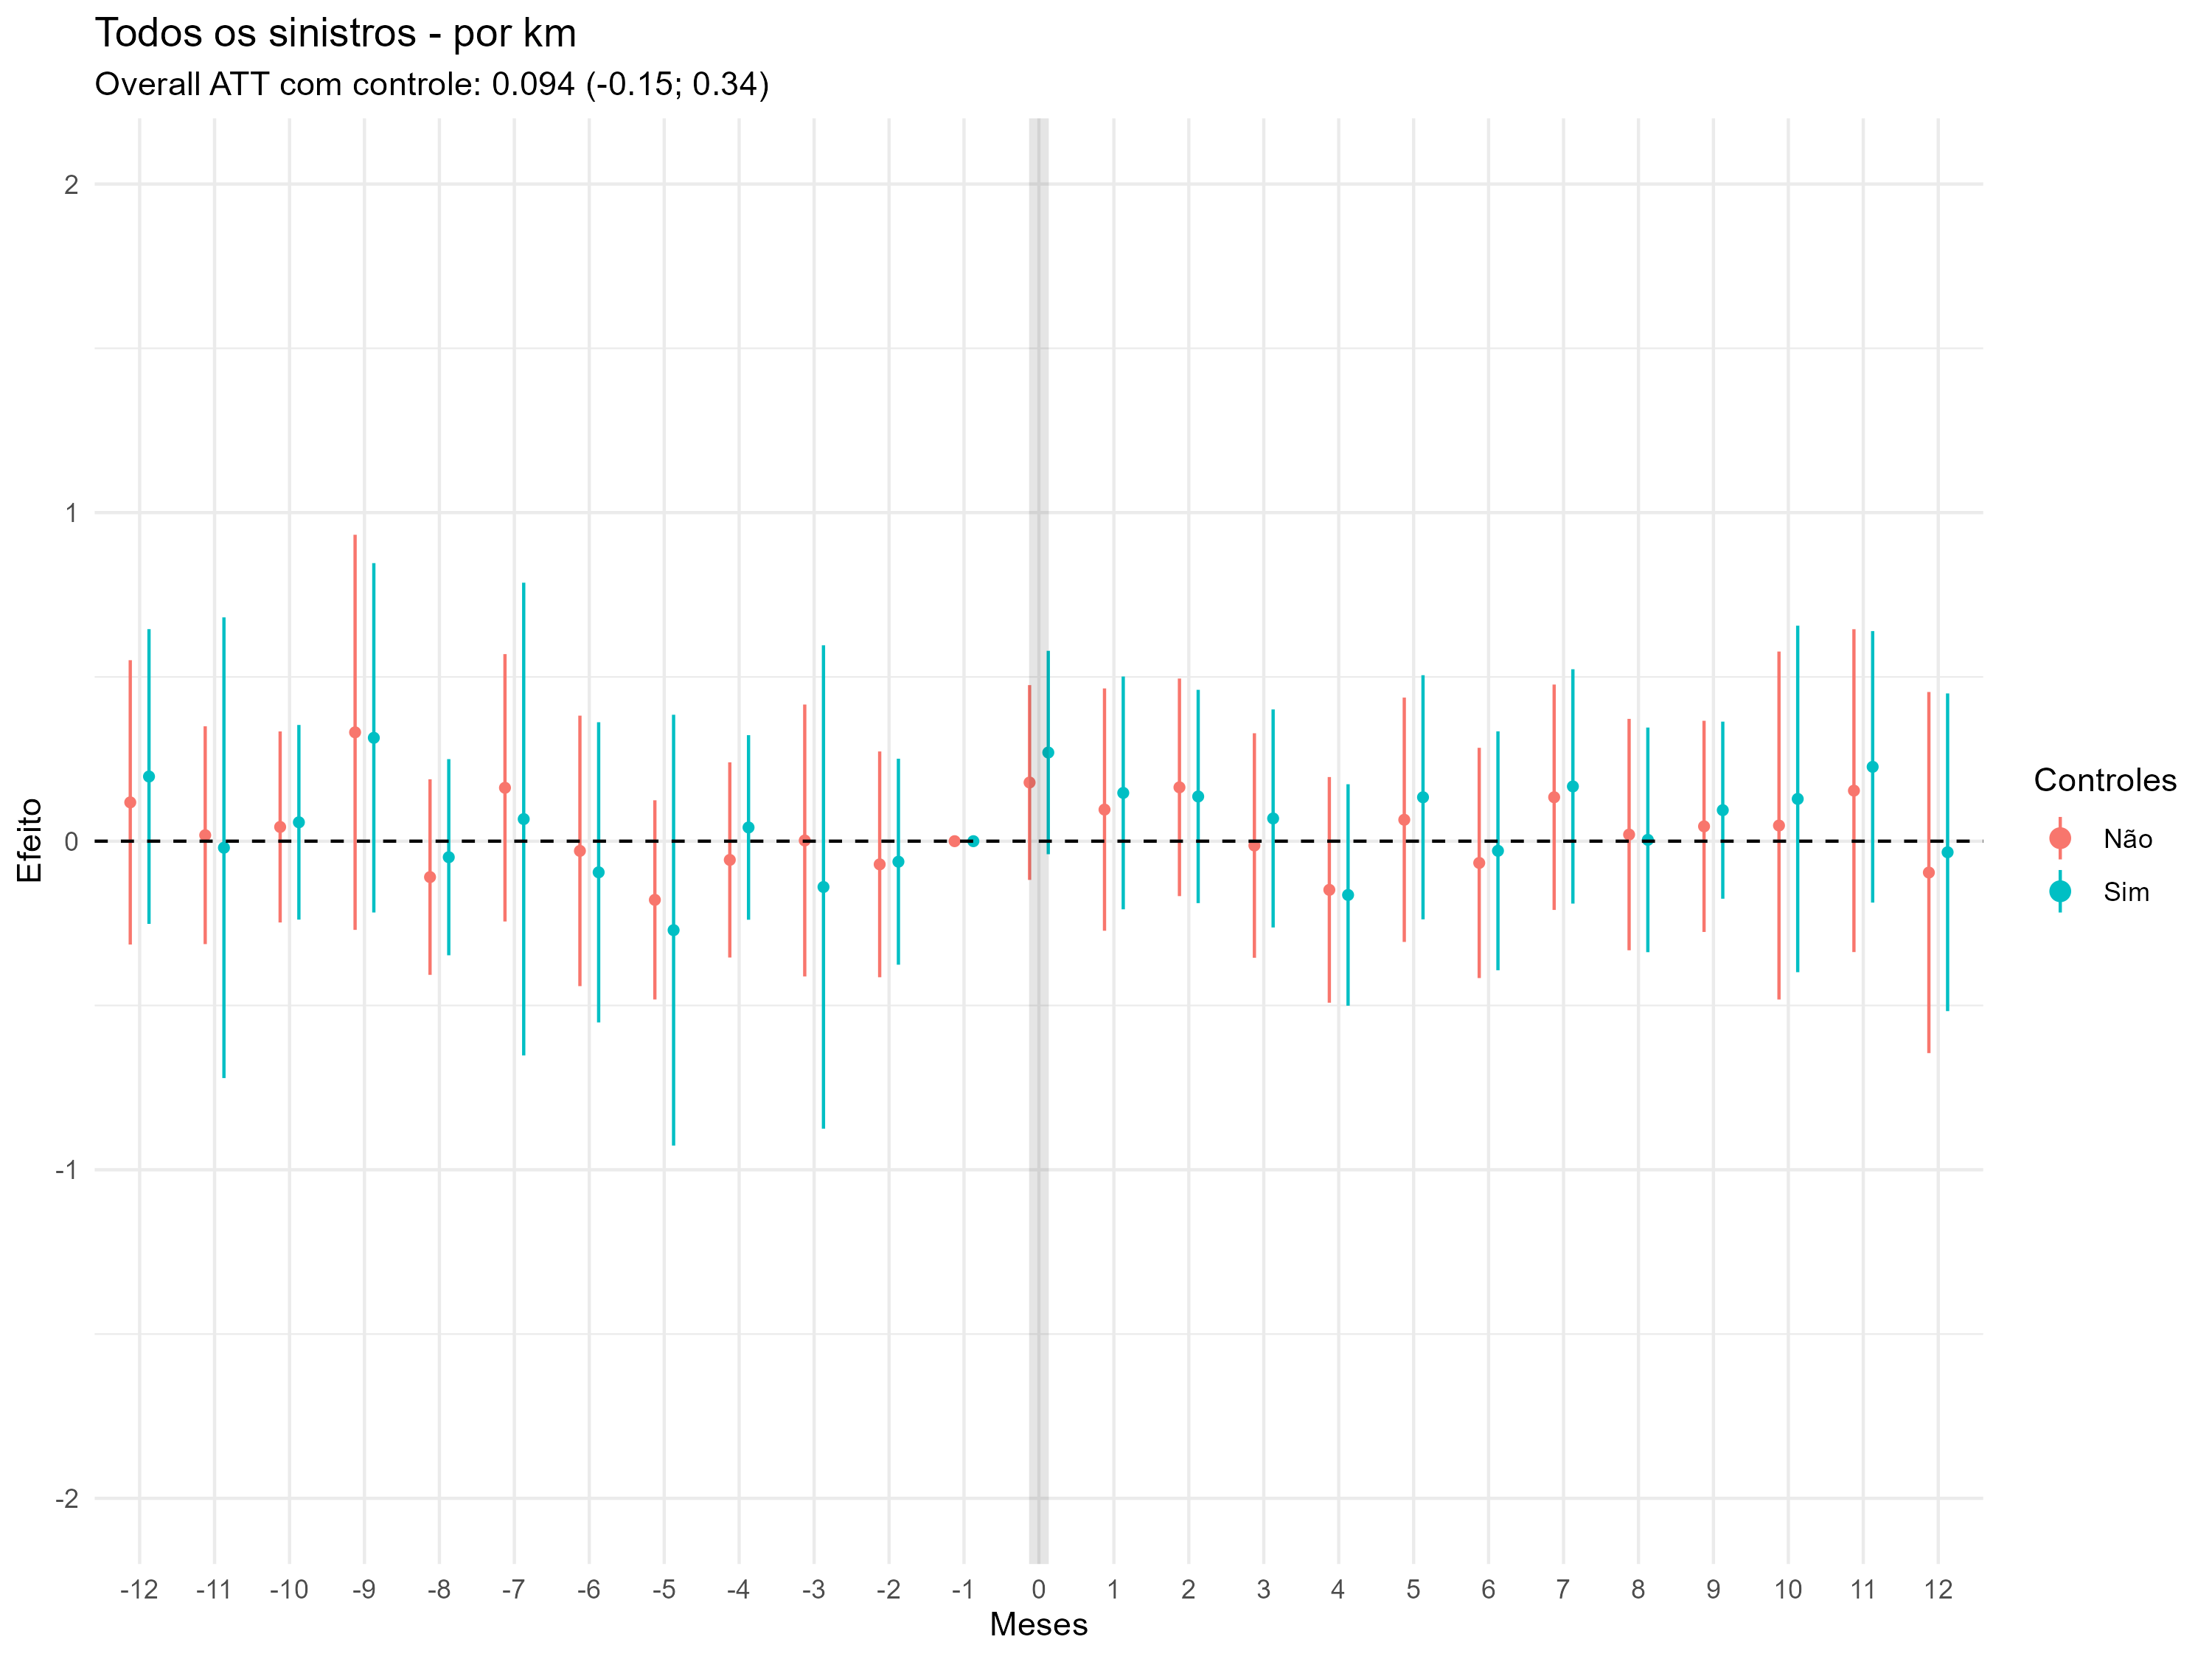 Todos os sinistros - por km
Overall ATT com controle: 0.094 (-0.15; 0.34)
2
1
0
-1
-2
Efeito
-12 -11 -10 -9 -8 -7 -6 -5 -4 -3 -2 -1 0 1 2 3 4 5 6 7 8 9 10 11 12
Meses
Controles
Não
Sim